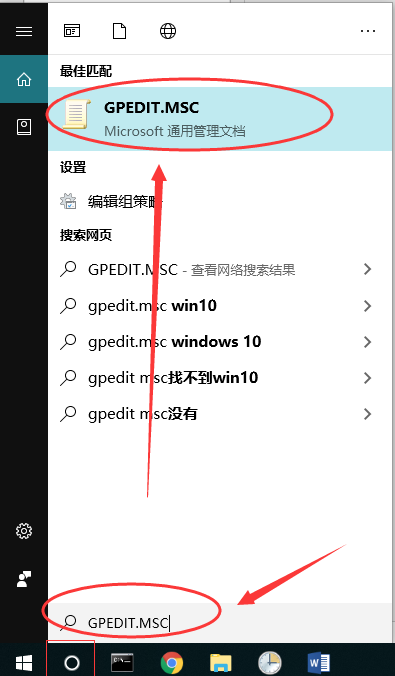 最佳匹配
GPEDIT.MSC
Microsoft 通用管理文档
设置
编辑组策略
搜索网页
GPEDIT.MSC - 查看网络搜索结果
gpedit.msc win10
gpedit.msc windows 10
gpedit msc找不到win10
gpedit msc没有
GPEDIT.MSC